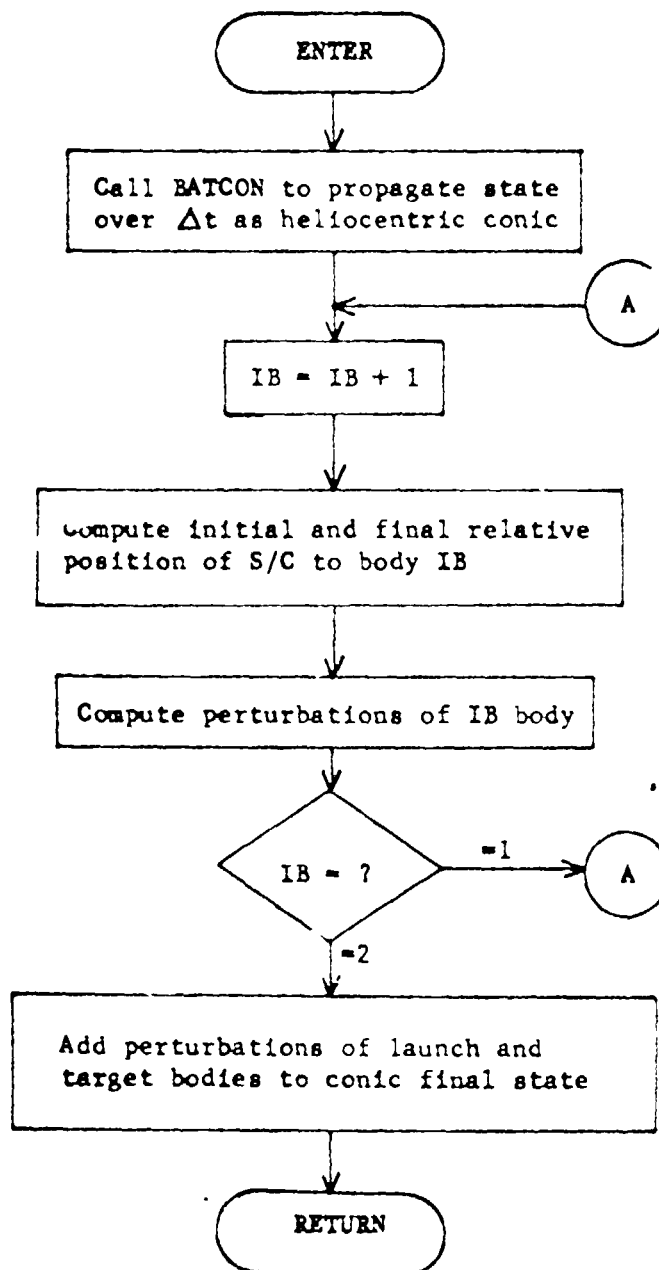 ENTER
Call BATCON to propagate state
over Δt as heliocentric conic
A
IB = IB + 1
Compute initial and final relative
position of S/C to body IB
Compute perturbations of IB body
IB = ?
=1
A
=2
Add perturbations of launch and
target bodies to conic final state
RETURN